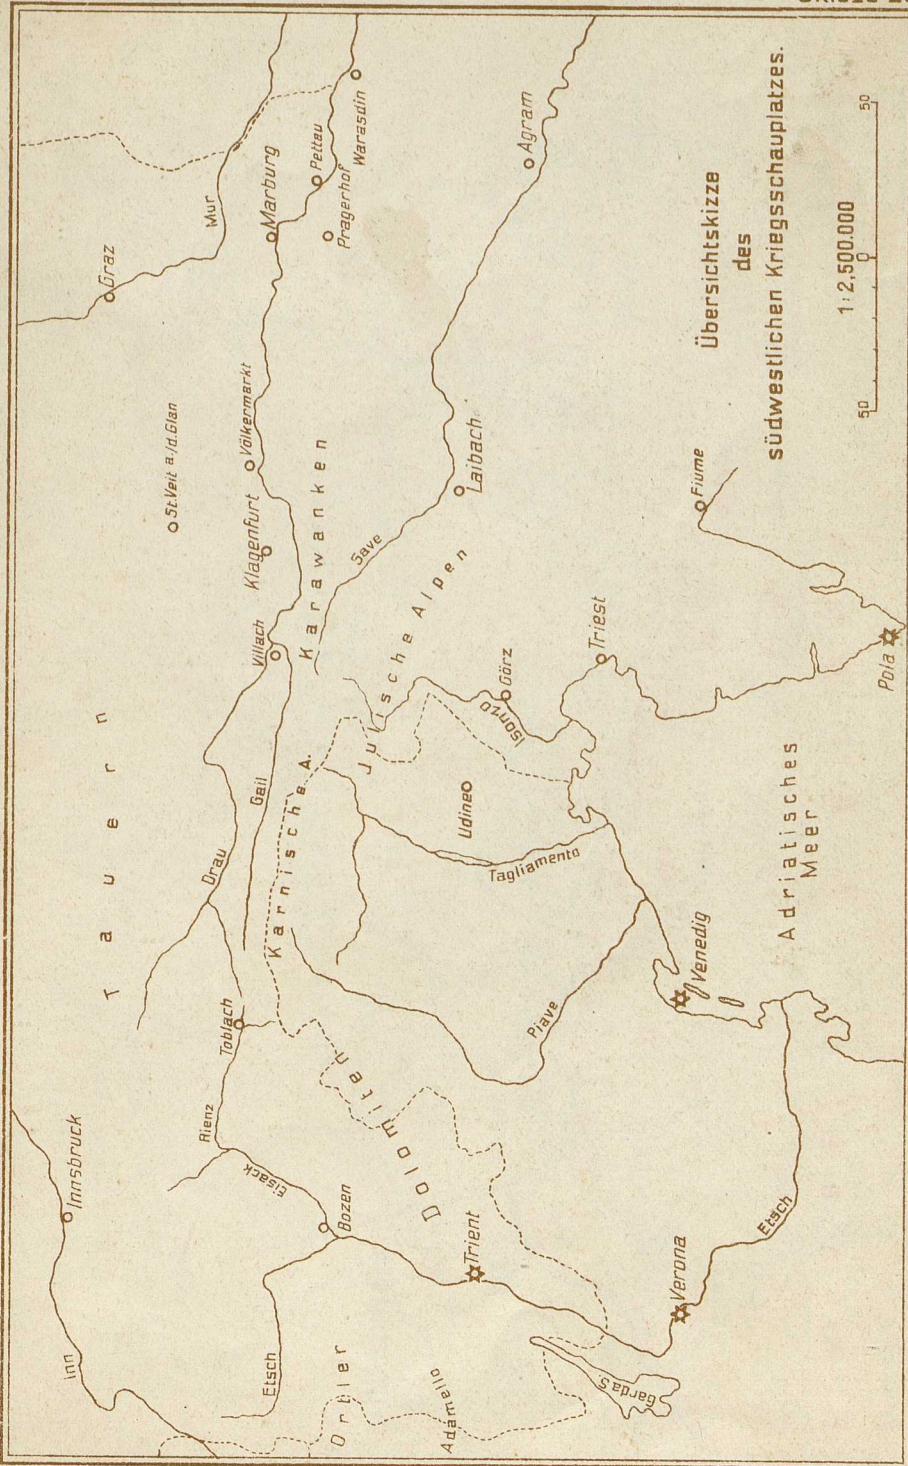 Übersichtskizze
des
südwestlichen Kriegsschauplatzes.
1:2,500.000
50 0 50
Inn
Innsbruck
Tauern
St.Veit a./d.Glan
Graz
Mur
Etsch
Eisack
Rienz
Toblach
Drau
Gail
Villach
Klagenfurt
Völkermarkt
Marburg
Pettau
Pragerhof
Warasdin
Ortler
Adamello
Bozen
Dolomiten
Karnische A.
Julische Alpen
Karawanken
Save
Laibach
Agram
Trient
Piave
Tagliamento
Udine
Isonzo
Görz
Triest
Fiume
Garda S
Verona
Etsch
Venedig
Adriatisches
Meer
Pola